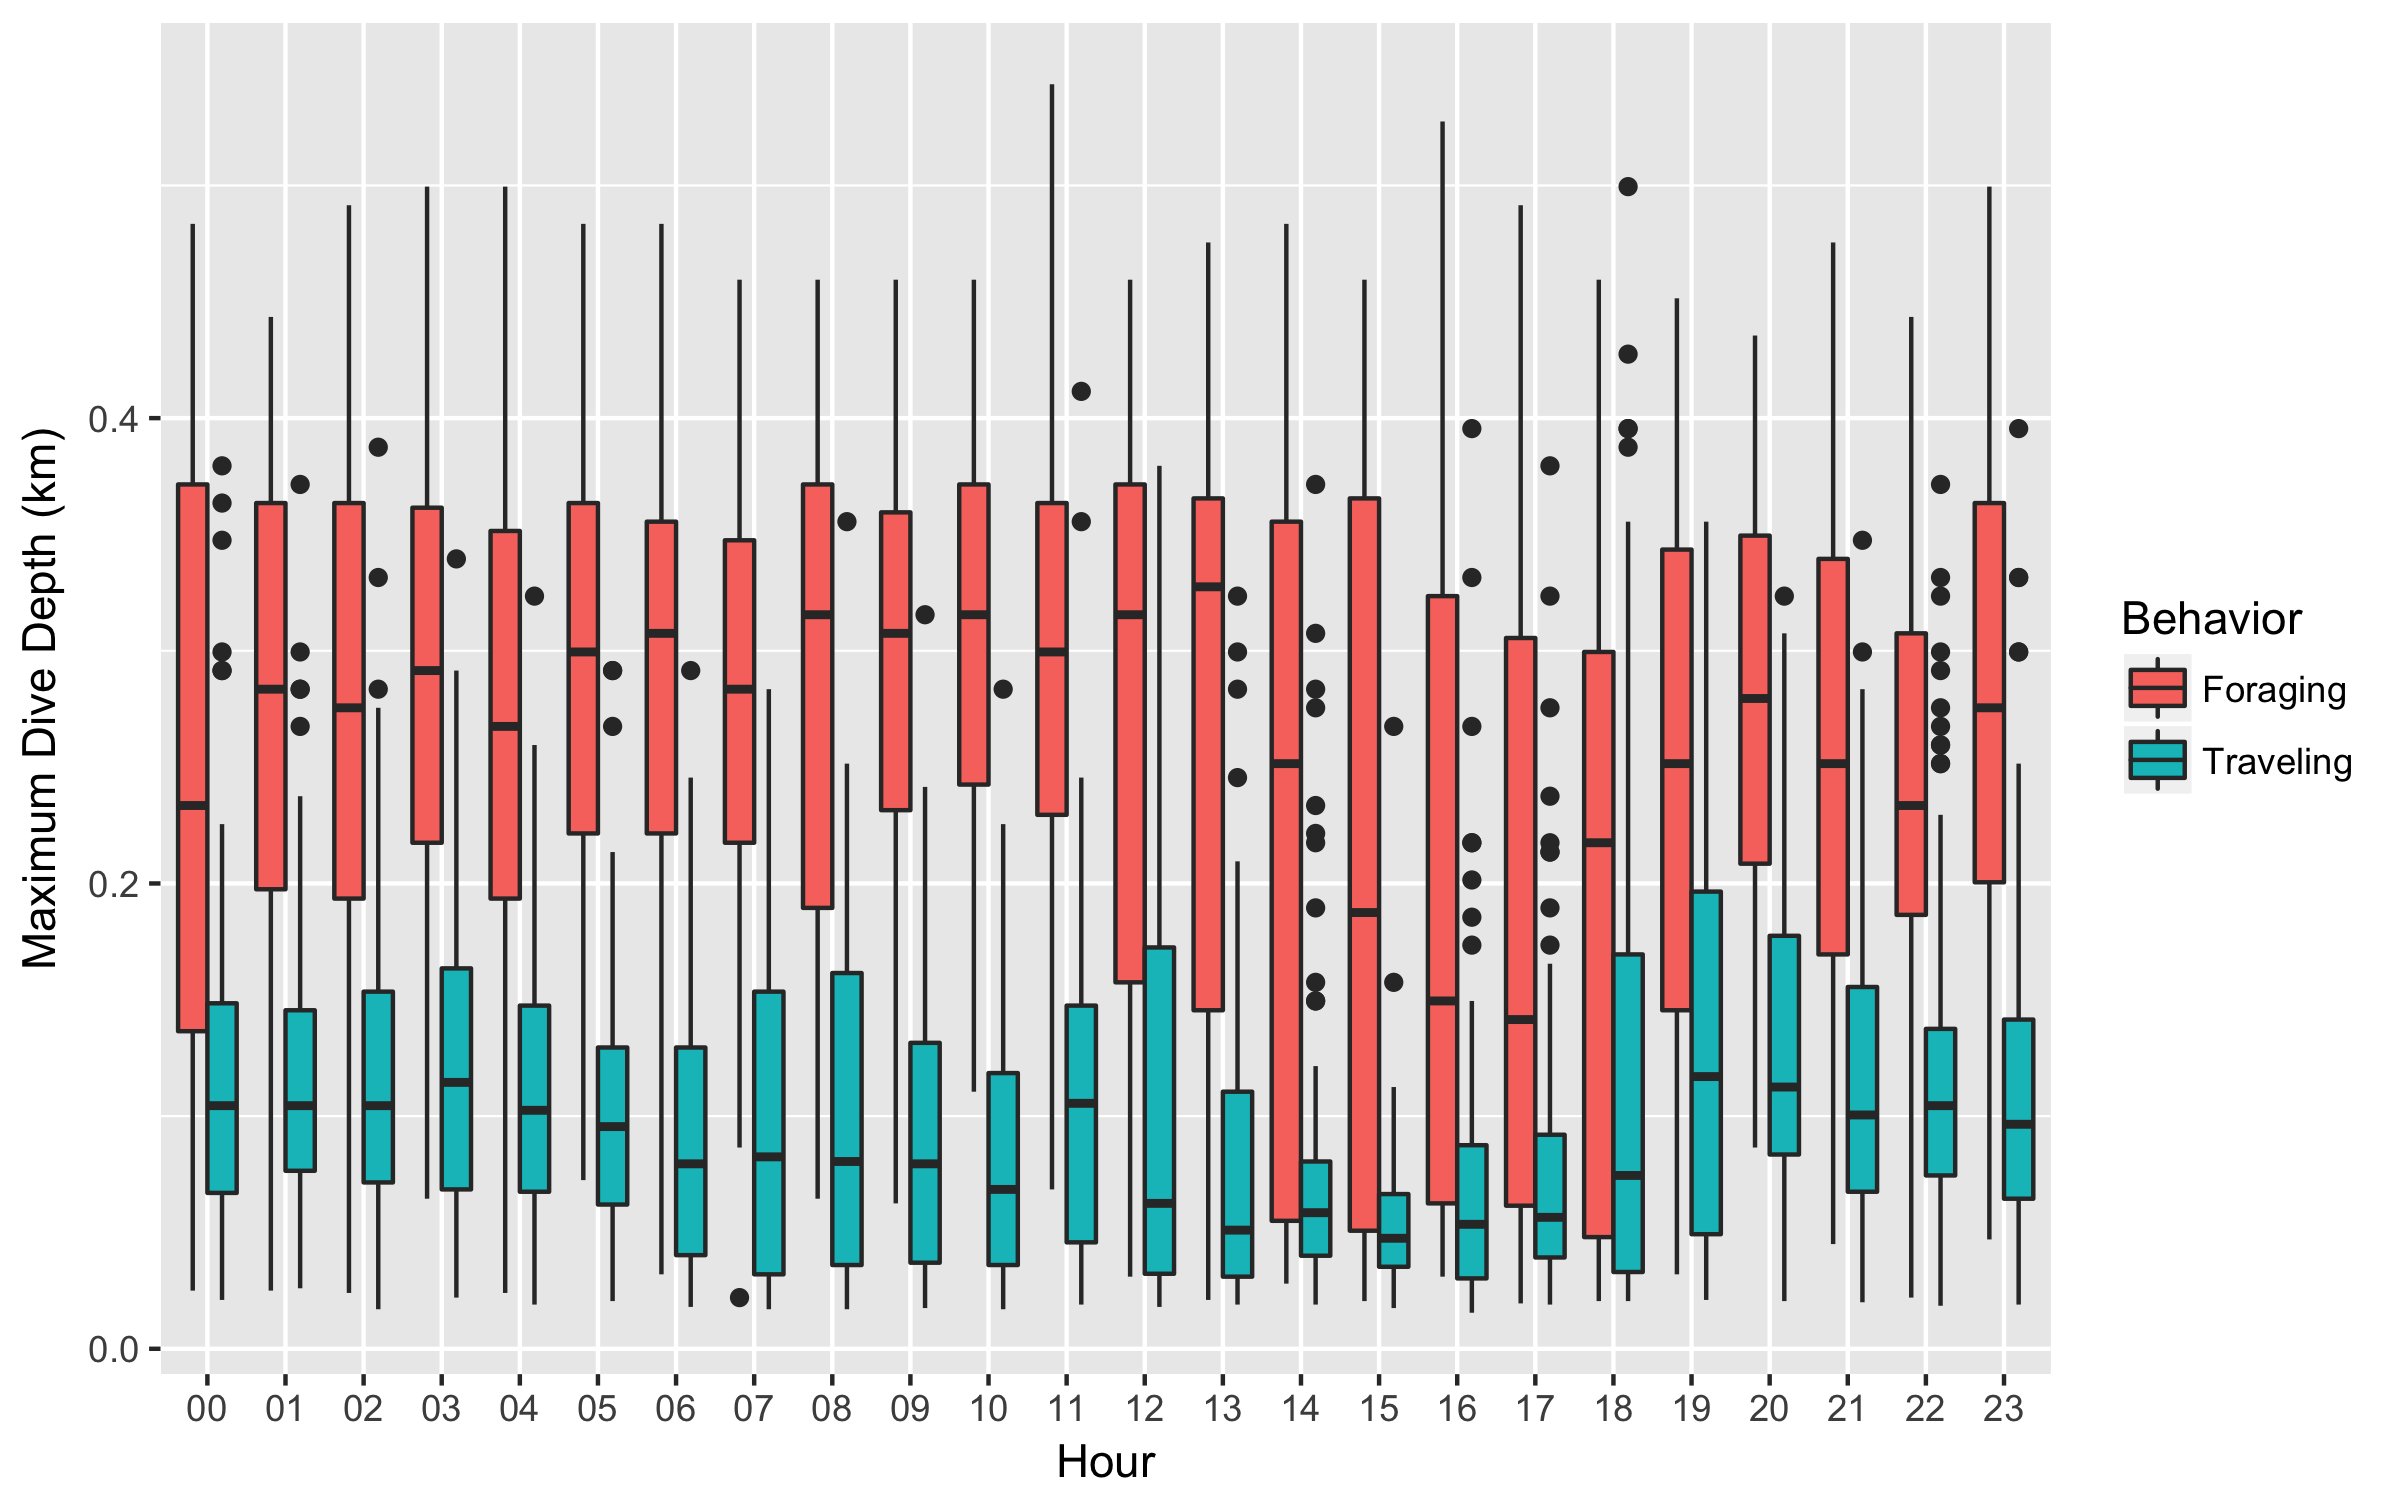 Maximum Dive Depth (km)
0.4
0.2
0.0
00 01 02 03 04 05 06 07 08 09 10 11 12 13 14 15 16 17 18 19 20 21 22 23
Hour
Behavior
Foraging
Traveling